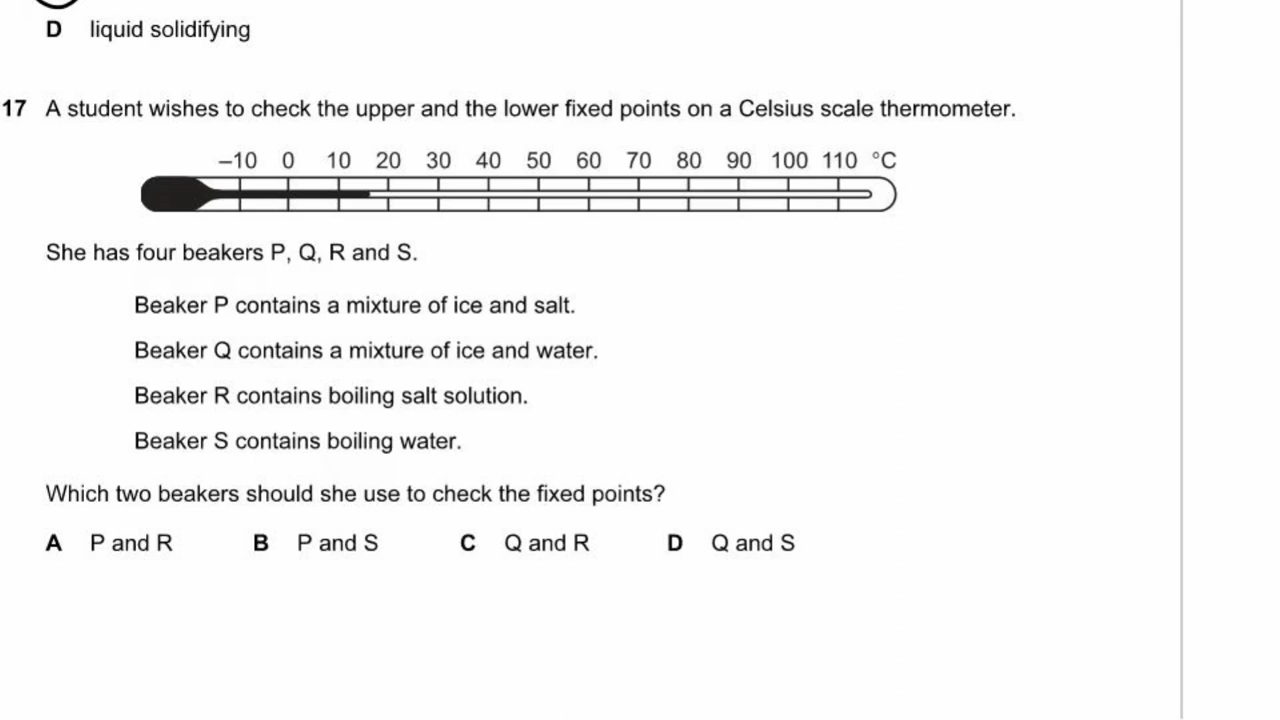 D liquid solidifying
17 A student wishes to check the upper and the lower fixed points on a Celsius scale thermometer.
–10 0 10 20 30 40 50 60 70 80 90 100 110 °C
She has four beakers P, Q, R and S.
Beaker P contains a mixture of ice and salt.
Beaker Q contains a mixture of ice and water.
Beaker R contains boiling salt solution.
Beaker S contains boiling water.
Which two beakers should she use to check the fixed points?
A P and R B P and S C Q and R D Q and S